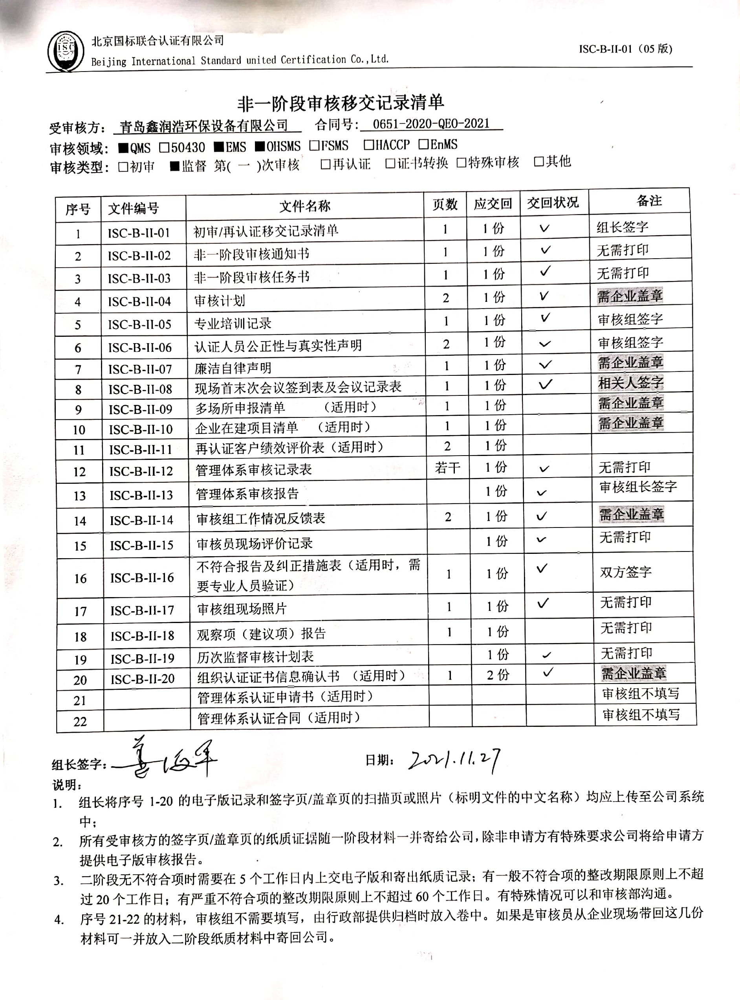 北京国标联合认证有限公司
Beijing International Standard united Certification Co.,Ltd.
ISC-B-II-01（05 版）
非一阶段审核移交记录清单
受审核方： 青岛鑫润浩环保设备有限公司 合同号： 0651-2020-QEO-2021
审核领域：■QMS □50430 ■EMS ■OHSMS □FSMS □HACCP □EnMS
审核类型：□初审 ■监督 第( 一 )次审核 □再认证 □证书转换 □特殊审核 □其他
序号 文件编号 文件名称 页数 应交回 交回状况 备注
1 ISC-B-II-01 初审/再认证移交记录清单 1 1 份 ✓ 组长签字
2 ISC-B-II-02 非一阶段审核通知书 1 1 份 ✓ 无需打印
3 ISC-B-II-03 非一阶段审核任务书 1 1 份 ✓ 无需打印
4 ISC-B-II-04 审核计划 2 1 份 ✓ 需企业盖章
5 ISC-B-II-05 专业培训记录 1 1 份 ✓ 审核组签字
6 ISC-B-II-06 认证人员公正性与真实性声明 2 1 份 ✓ 审核组签字
7 ISC-B-II-07 廉洁自律声明 1 1 份 ✓ 需企业盖章
8 ISC-B-II-08 现场首末次会议签到表及会议记录表 1 1 份 ✓ 相关人签字
9 ISC-B-II-09 多场所申报清单 （适用时） 1 1 份 需企业盖章
10 ISC-B-II-10 企业在建项目清单 （适用时） 1 1 份 需企业盖章
11 ISC-B-II-11 再认证客户绩效评价表（适用时） 2 1 份
12 ISC-B-II-12 管理体系审核记录表 若干 1 份 ✓ 无需打印
13 ISC-B-II-13 管理体系审核报告 1 份 ✓ 审核组长签字
14 ISC-B-II-14 审核组工作情况反馈表 2 1 份 ✓ 需企业盖章
15 ISC-B-II-15 审核员现场评价记录 1 份 ✓ 无需打印
16 ISC-B-II-16 不符合报告及纠正措施表（适用时，需
要专业人员验证） 1 1 份 ✓ 双方签字
17 ISC-B-II-17 审核组现场照片 1 1 份 ✓ 无需打印
18 ISC-B-II-18 观察项（建议项）报告 1 1 份 无需打印
19 ISC-B-II-19 历次监督审核计划表 1 份 ✓ 无需打印
20 ISC-B-II-20 组织认证证书信息确认书 （适用时） 1 2 份 ✓ 需企业盖章
21 管理体系认证申请书（适用时） 审核组不填写
22 管理体系认证合同（适用时） 审核组不填写
组长签字： 日期： 2021.11.27
说明：
1. 组长将序号 1-20 的电子版记录和签字页/盖章页的扫描页或照片（标明文件的中文名称）均应上传至公司系统
中；
2. 所有受审核方的签字页/盖章页的纸质证据随一阶段材料一并寄给公司，除非申请方有特殊要求公司将给申请方
提供电子版审核报告。
3. 二阶段无不符合项时需要在 5 个工作日内上交电子版和寄出纸质记录；有一般不符合项的整改期限原则上不超
过 20 个工作日；有严重不符合项的整改期限原则上不超过 60 个工作日。有特殊情况可以和审核部沟通。
4. 序号 21-22 的材料，审核组不需要填写，由行政部提供归档时放入卷中。如果是审核员从企业现场带回这几份
材料可一并放入二阶段纸质材料中寄回公司。